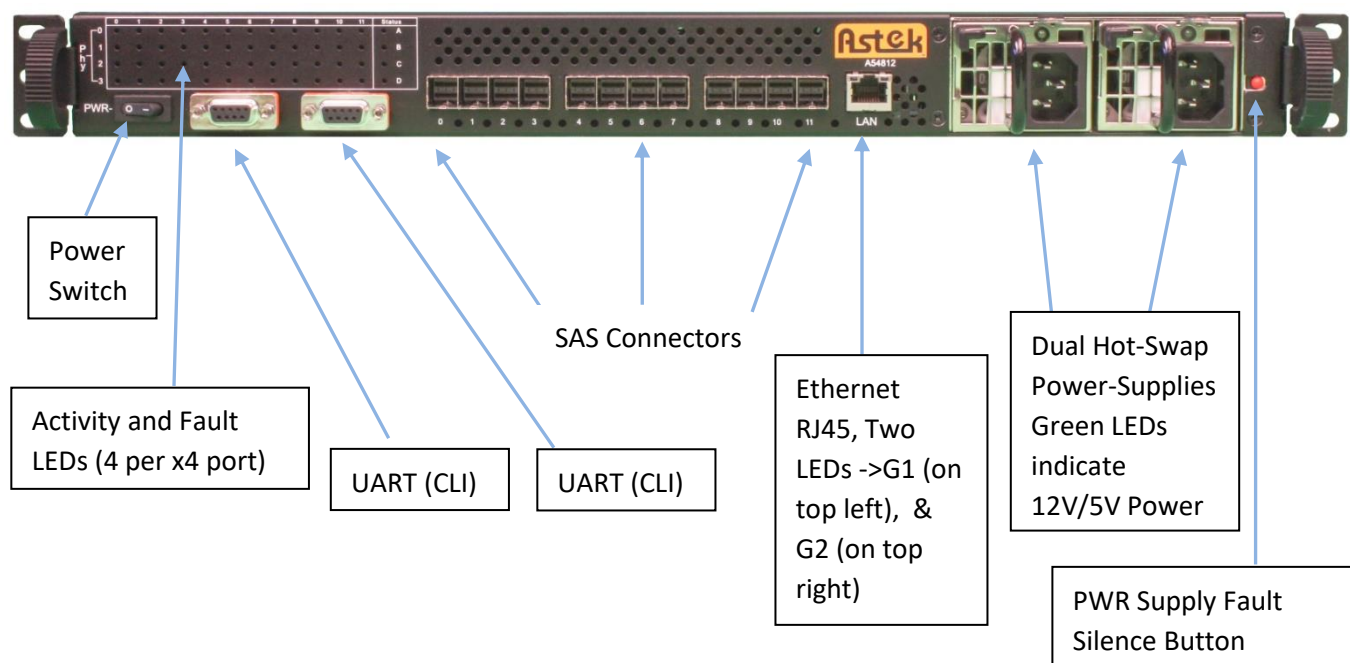 0 1 2 3 4 5 6 7 8 9 10 11 Status
Phy
0 A
1 B
2 C
3 D
PWR-
O –
Astek
A54812
0 1 2 3 4 5 6 7 8 9 10 11
LAN
Power
Switch
Activity and Fault
LEDs (4 per x4 port)
UART (CLI)
UART (CLI)
SAS Connectors
Ethernet
RJ45, Two
LEDs ->G1 (on
top left), &
G2 (on top
right)
Dual Hot-Swap
Power-Supplies
Green LEDs
indicate
12V/5V Power
PWR Supply Fault
Silence Button